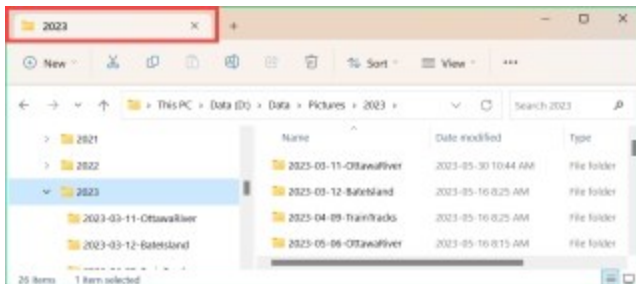 2023
New
Sort
View
This PC > Data (D:) > Data > Pictures > 2023 >
Search 2023
2021
2022
2023
2023-03-11-OttawaRiver
2023-03-12-BateIsland
Name Date modified Type
2023-03-11-OttawaRiver 2023-05-30 10:44 AM File folder
2023-03-12-BateIsland 2023-05-16 8:25 AM File folder
2023-04-09-TrainTracks 2023-05-16 8:25 AM File folder
2023-05-06-OttawaRiver 2023-05-16 8:15 AM File folder
26 items 1 item selected